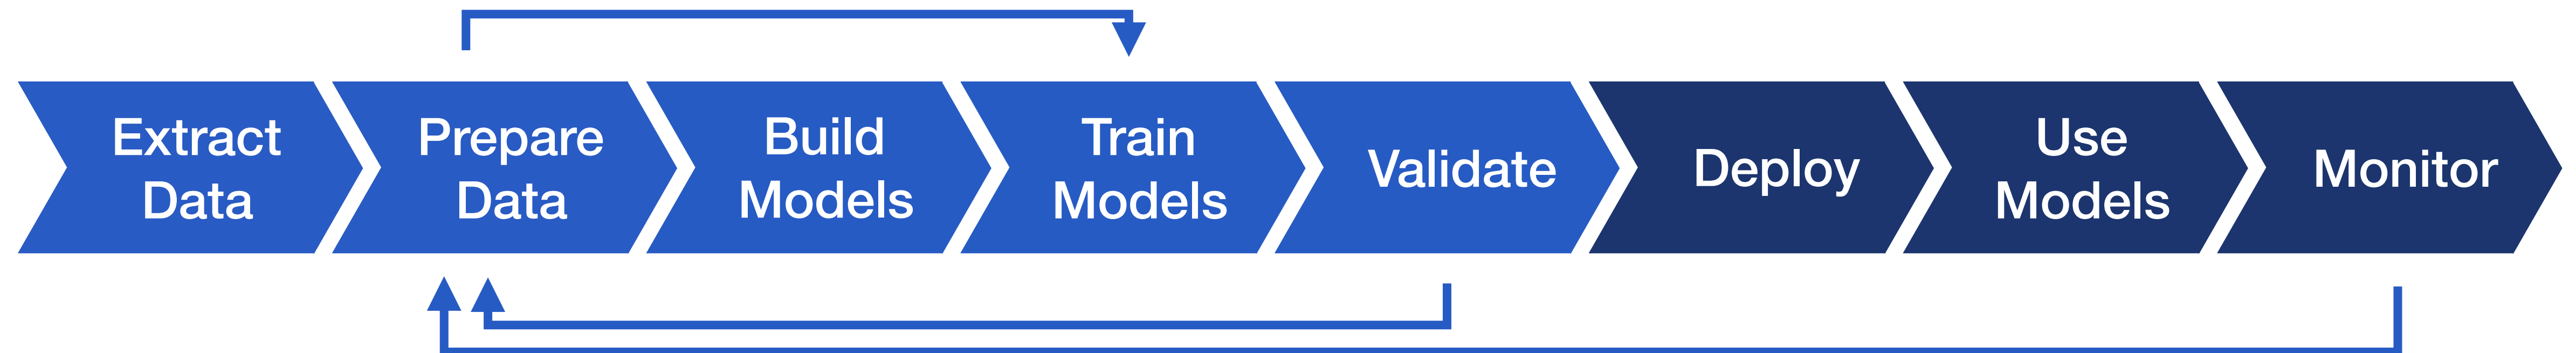 Extract
Data
Prepare
Data
Build
Models
Train
Models
Validate
Deploy
Use
Models
Monitor